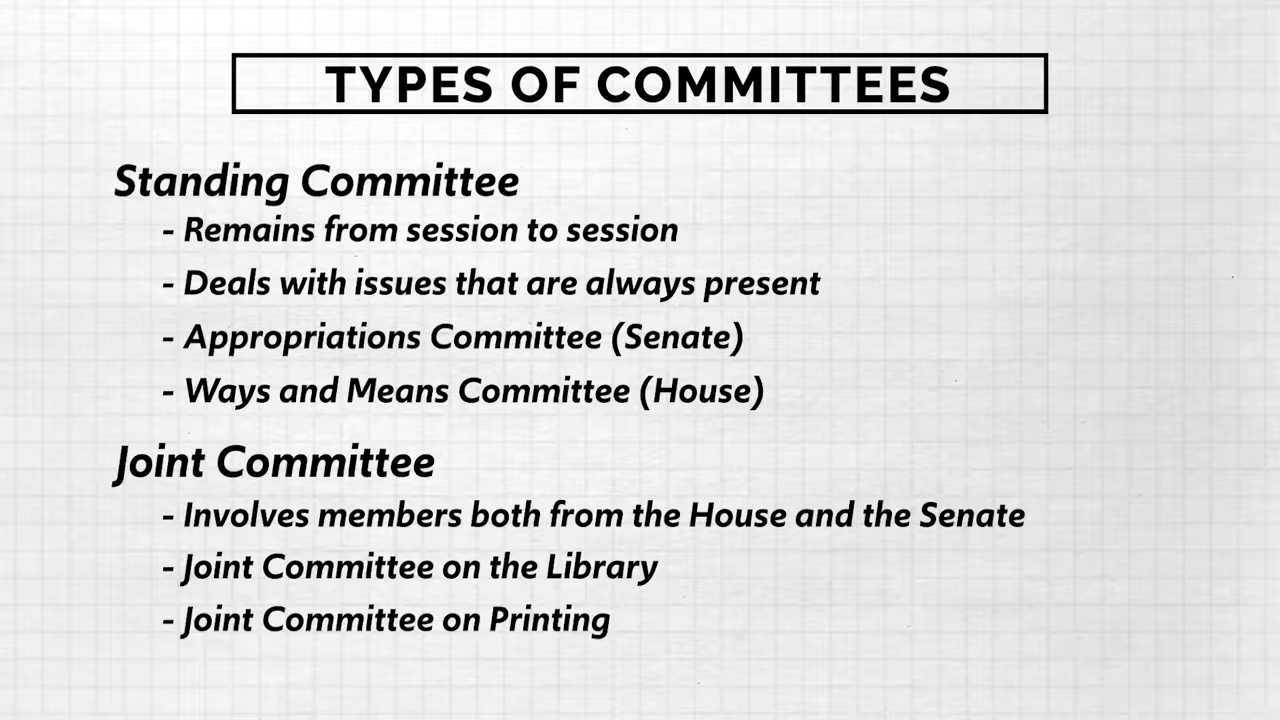 TYPES OF COMMITTEES
Standing Committee
- Remains from session to session
- Deals with issues that are always present
- Appropriations Committee (Senate)
- Ways and Means Committee (House)
Joint Committee
- Involves members both from the House and the Senate
- Joint Committee on the Library
- Joint Committee on Printing